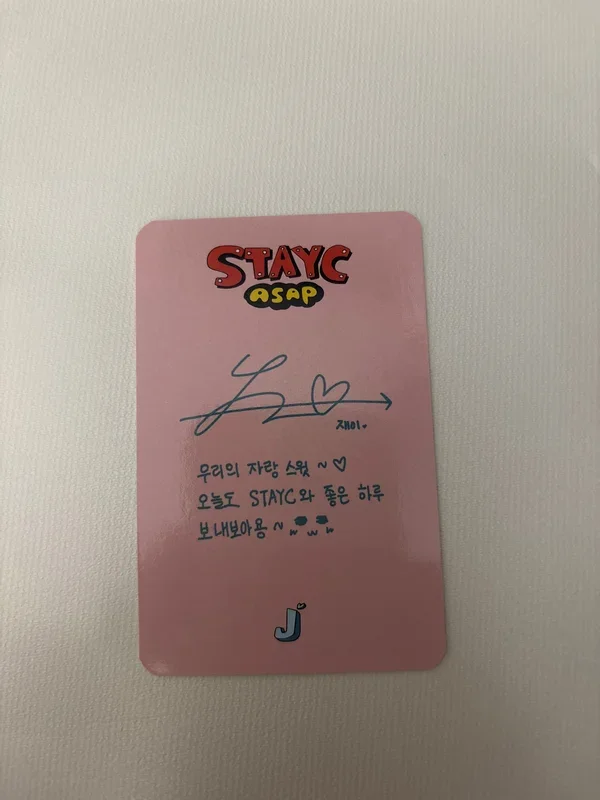 STAYC
ASAP
재이.
우리의 자랑 스윗 ~ ♡
오늘도 STAYC와 좋은 하루
보내보아용 ~
J